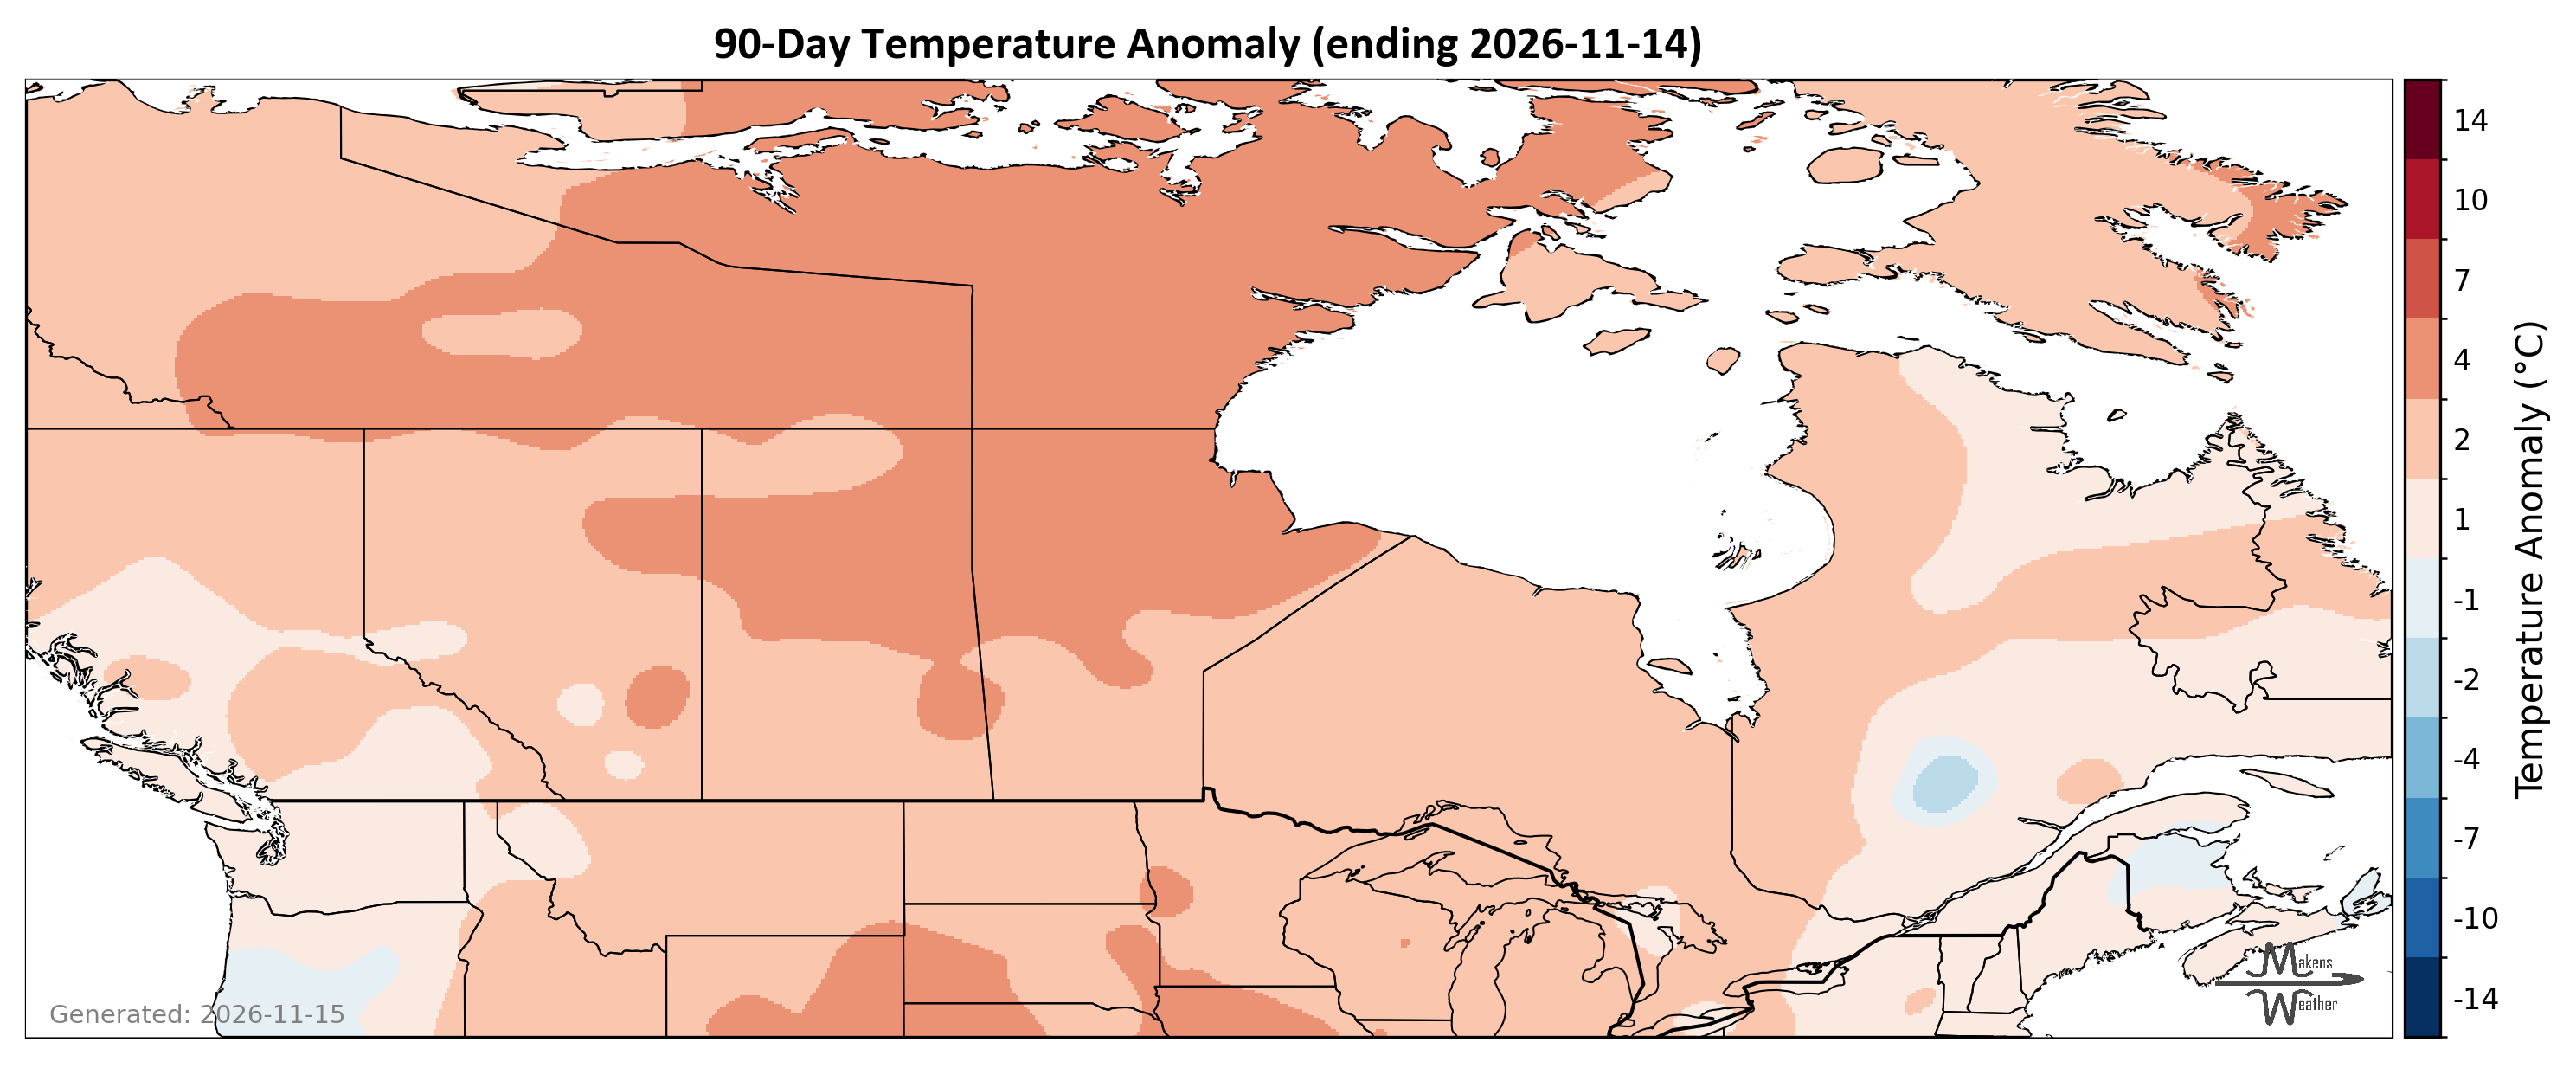 90-Day Temperature Anomaly (ending 2026-11-14)
14
10
7
4
2
1
-1
-2
-4
-7
-10
-14
Temperature Anomaly (°C)
Generated: 2026-11-15
Makens
Weather